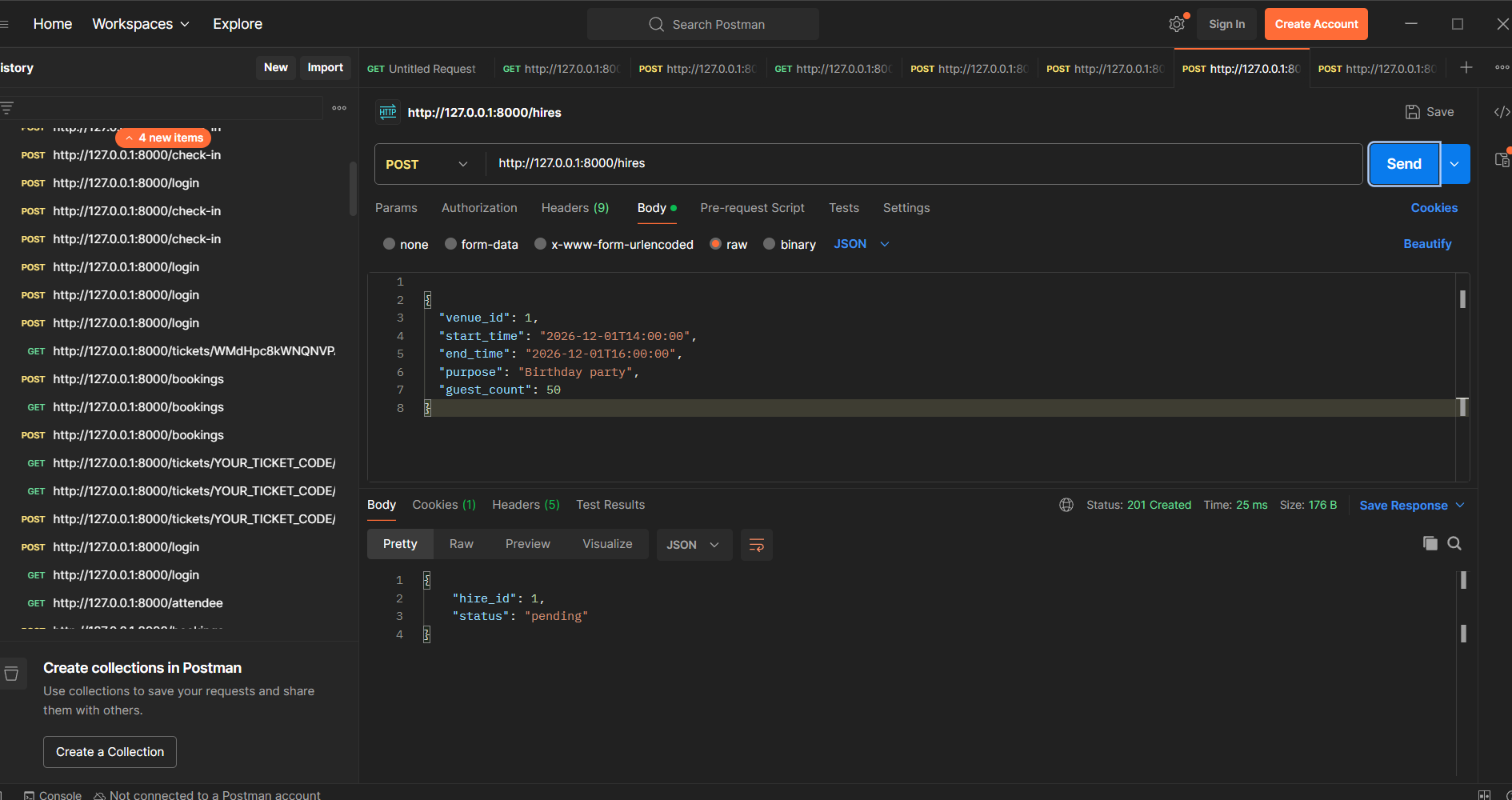 Home Workspaces Explore Search Postman Sign In Create Account
istory New Import
GET Untitled Request GET http://127.0.0.1:800 POST http://127.0.0.1:80 GET http://127.0.0.1:800 POST http://127.0.0.1:80 POST http://127.0.0.1:80 POST http://127.0.0.1:80 POST http://127.0.0.1:80
4 new items
POST http://127.0.0.1:8000/check-in
POST http://127.0.0.1:8000/login
POST http://127.0.0.1:8000/check-in
POST http://127.0.0.1:8000/check-in
POST http://127.0.0.1:8000/login
POST http://127.0.0.1:8000/login
POST http://127.0.0.1:8000/login
GET http://127.0.0.1:8000/tickets/WMdHpc8kWNQNVP
POST http://127.0.0.1:8000/bookings
GET http://127.0.0.1:8000/bookings
POST http://127.0.0.1:8000/bookings
GET http://127.0.0.1:8000/tickets/YOUR_TICKET_CODE/
GET http://127.0.0.1:8000/tickets/YOUR_TICKET_CODE/
POST http://127.0.0.1:8000/tickets/YOUR_TICKET_CODE/
POST http://127.0.0.1:8000/login
GET http://127.0.0.1:8000/login
GET http://127.0.0.1:8000/attendee
Create collections in Postman
Use collections to save your requests and share
them with others.
Create a Collection
HTTP http://127.0.0.1:8000/hires Save
POST http://127.0.0.1:8000/hires Send
Params Authorization Headers (9) Body Pre-request Script Tests Settings Cookies
none form-data x-www-form-urlencoded raw binary JSON Beautify
1
2 {
3 "venue_id": 1,
4 "start_time": "2026-12-01T14:00:00",
5 "end_time": "2026-12-01T16:00:00",
6 "purpose": "Birthday party",
7 "guest_count": 50
8 }
Body Cookies (1) Headers (5) Test Results Status: 201 Created Time: 25 ms Size: 176 B Save Response
Pretty Raw Preview Visualize JSON
1 {
2 "hire_id": 1,
3 "status": "pending"
4 }
Console Not connected to a Postman account